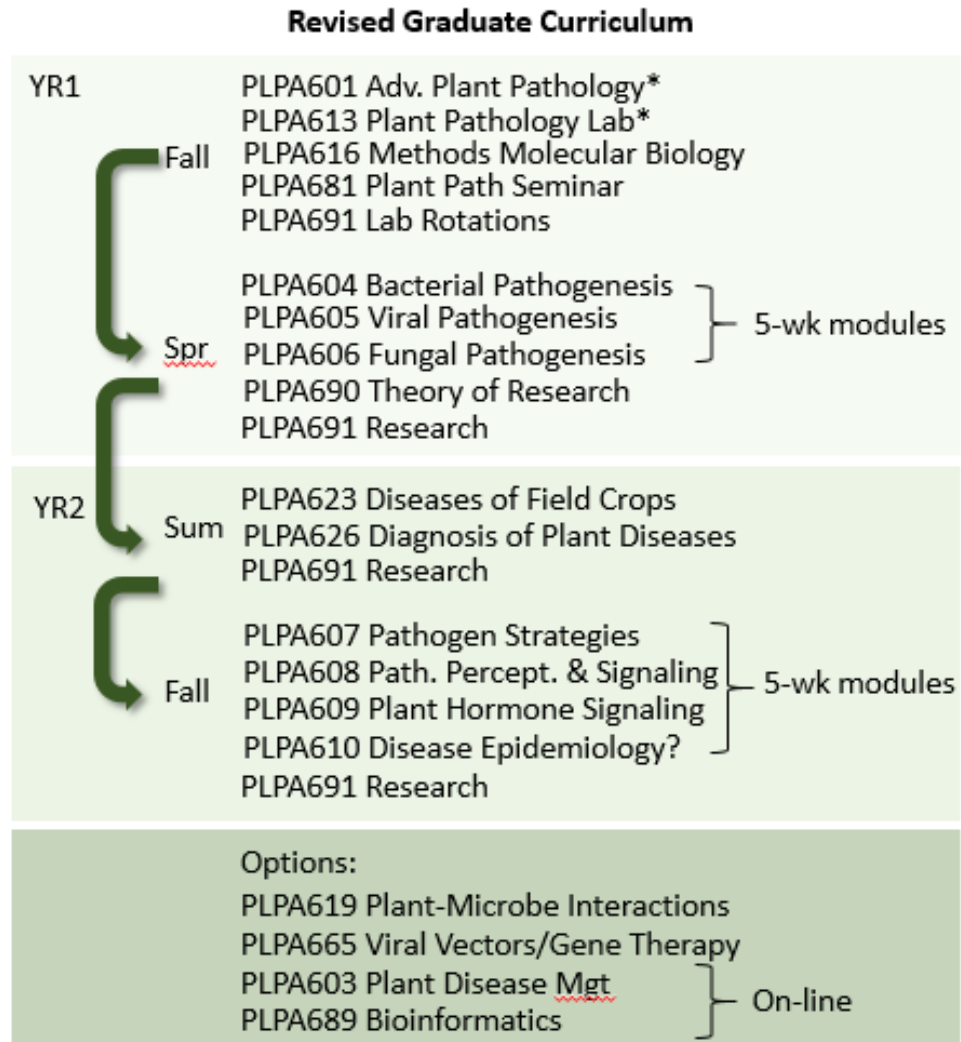 Revised Graduate Curriculum
YR1
PLPA601 Adv. Plant Pathology*
PLPA613 Plant Pathology Lab*
Fall
PLPA616 Methods Molecular Biology
PLPA681 Plant Path Seminar
PLPA691 Lab Rotations
PLPA604 Bacterial Pathogenesis
PLPA605 Viral Pathogenesis
5-wk modules
Spr
PLPA606 Fungal Pathogenesis
PLPA690 Theory of Research
PLPA691 Research
YR2
PLPA623 Diseases of Field Crops
Sum
PLPA626 Diagnosis of Plant Diseases
PLPA691 Research
PLPA607 Pathogen Strategies
PLPA608 Path. Percept. & Signaling
5-wk modules
Fall
PLPA609 Plant Hormone Signaling
PLPA610 Disease Epidemiology?
PLPA691 Research
Options:
PLPA619 Plant-Microbe Interactions
PLPA665 Viral Vectors/Gene Therapy
PLPA603 Plant Disease Mgt
On-line
PLPA689 Bioinformatics